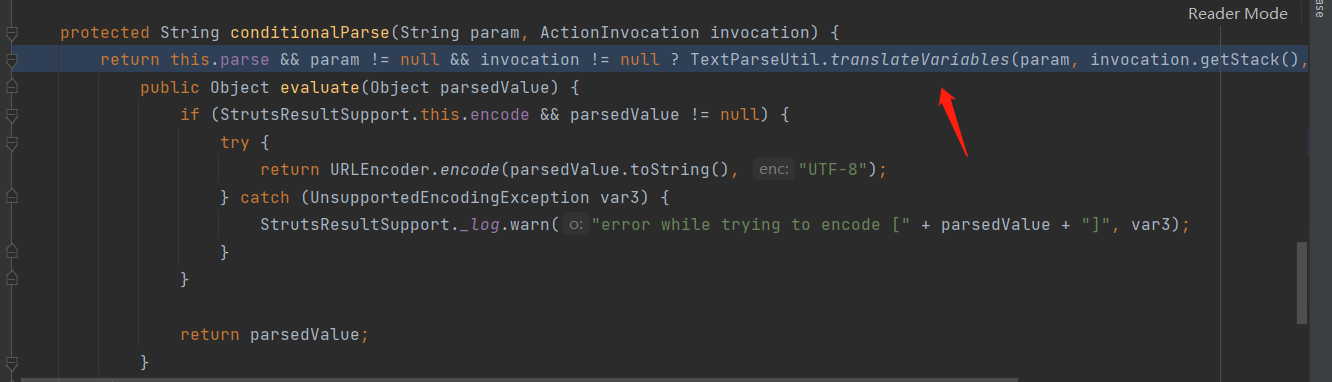 Reader Mode
ase
protected String conditionalParse(String param, ActionInvocation invocation) {
return this.parse && param != null && invocation != null ? TextParseUtil.translateVariables(param, invocation.getStack(),
public Object evaluate(Object parsedValue) {
if (StrutsResultSupport.this.encode && parsedValue != null) {
try {
return URLEncoder.encode(parsedValue.toString(), enc: "UTF-8");
} catch (UnsupportedEncodingException var3) {
StrutsResultSupport._log.warn( o: "error while trying to encode [" + parsedValue + "]", var3);
}
}
return parsedValue;
}